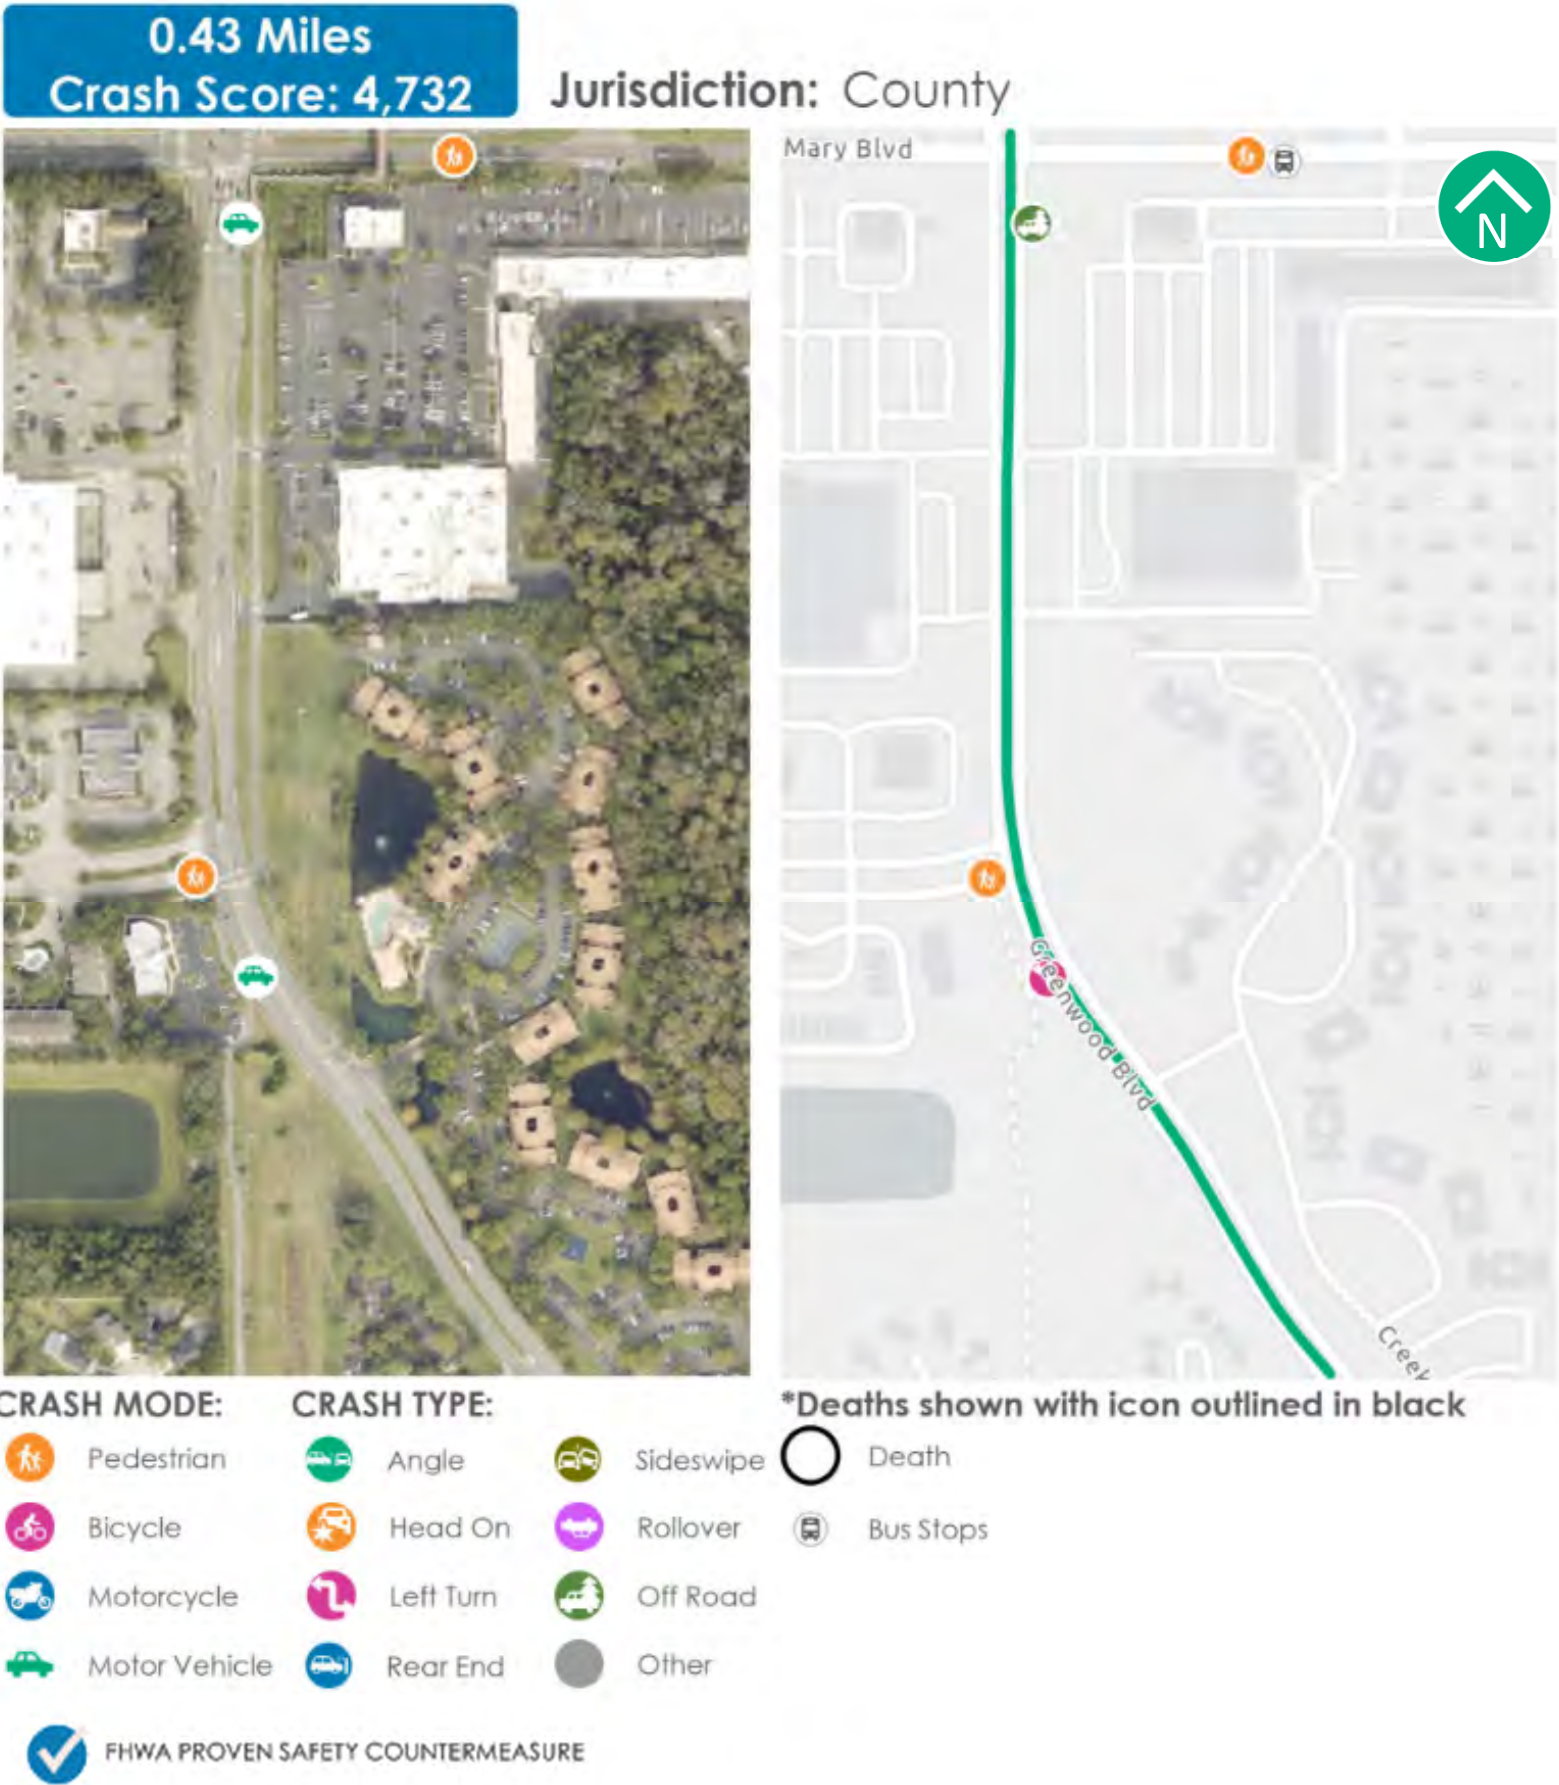 0.43 Miles
Crash Score: 4,732
Jurisdiction: County
Mary Blvd
N
Greenwood Blvd
Creek
CRASH MODE:
Pedestrian
Bicycle
Motorcycle
Motor Vehicle
CRASH TYPE:
Angle
Head On
Left Turn
Rear End
Sideswipe
Rollover
Off Road
Other
*Deaths shown with icon outlined in black
Death
Bus Stops
FHWA PROVEN SAFETY COUNTERMEASURE